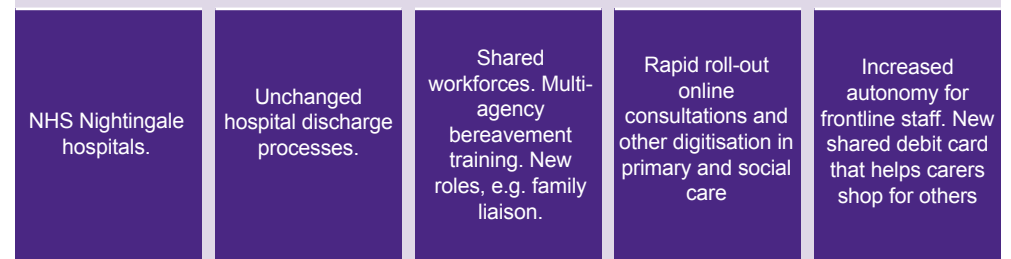 NHS Nightingale
hospitals.
Unchanged
hospital discharge
processes.
Shared
workforces. Multi-
agency
bereavement
training. New
roles, e.g. family
liaison.
Rapid roll-out
online
consultations and
other digitisation in
primary and social
care
Increased
autonomy for
frontline staff. New
shared debit card
that helps carers
shop for others